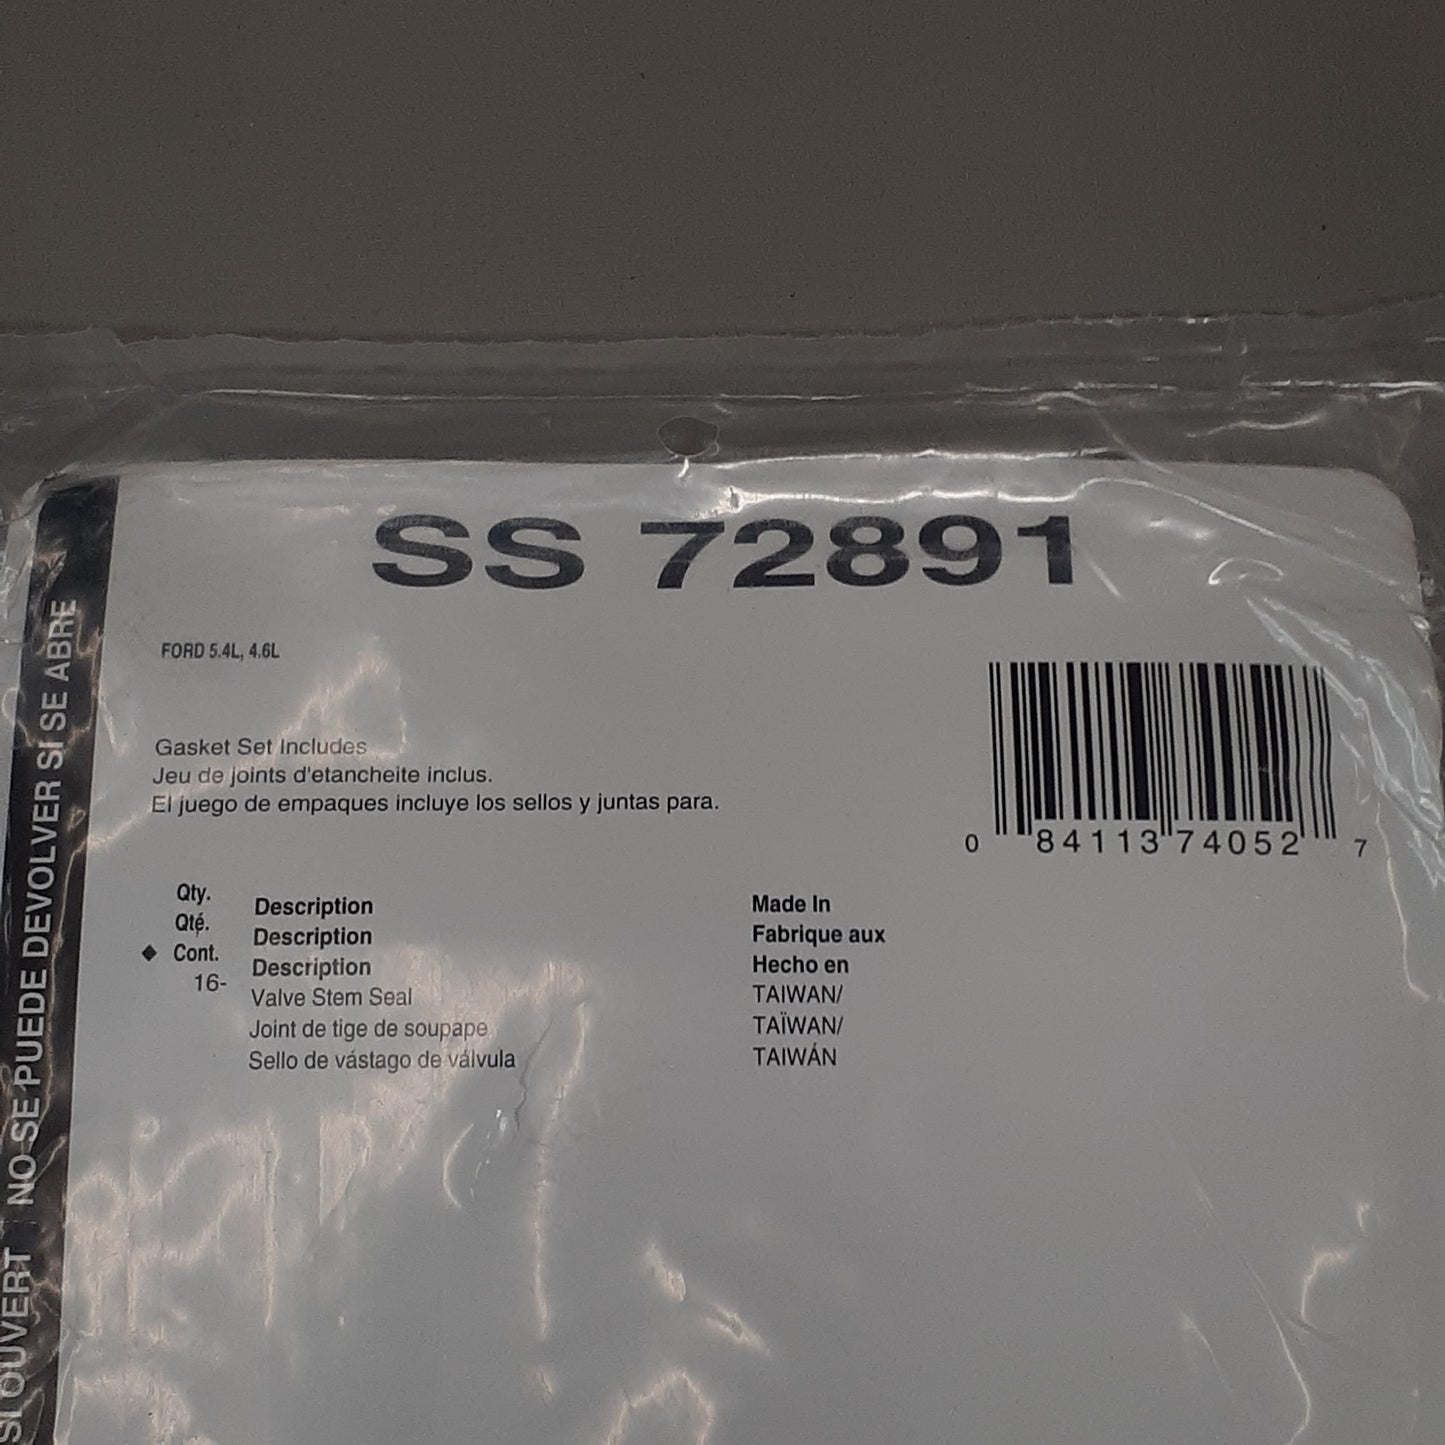 SS 72891
FORD 5.4L, 4.6L
Gasket Set Includes
Jeu de joints d'etancheite inclus.
El juego de empaques incluye los sellos y juntas para.
0 84113 74052 7
Qty.
Qté.
◆ Cont.
16-
Description
Description
Description
Valve Stem Seal
Joint de tige de soupape
Sello de vástago de válvula
Made In
Fabrique aux
Hecho en
TAIWAN/
TAÏWAN/
TAIWÁN
SI OUVERT NO SE PUEDE DEVOLVER SI SE ABRE